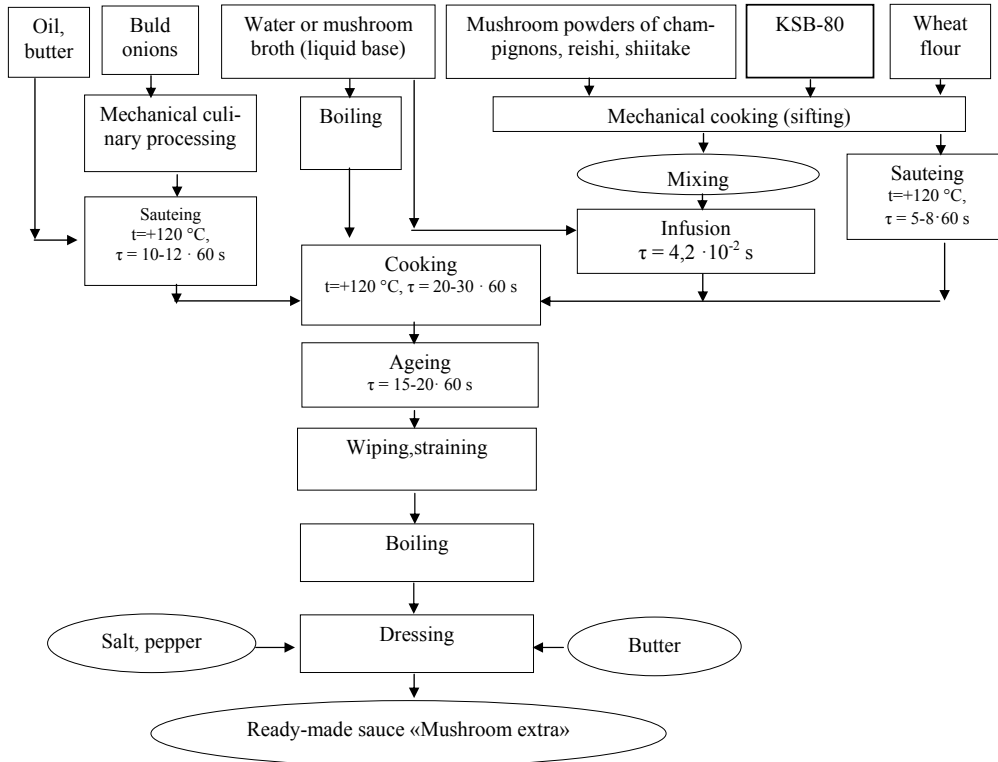 Oil,
butter
Buld
onions
Water or mushroom
broth (liquid base)
Mushroom powders of cham-
pignons, reishi, shiitake
KSB-80
Wheat
flour
Mechanical culi-
nary processing
Boiling
Mechanical cooking (sifting)
Mixing
Sauteing
t=+120 °C,
τ = 5-8·60 s
Sauteing
t=+120 °C,
τ = 10-12 · 60 s
Infusion
τ = 4,2 ·10⁻² s
Cooking
t=+120 °C, τ = 20-30 · 60 s
Ageing
τ = 15-20· 60 s
Wiping,straining
Boiling
Salt, pepper
Dressing
Butter
Ready-made sauce «Mushroom extra»